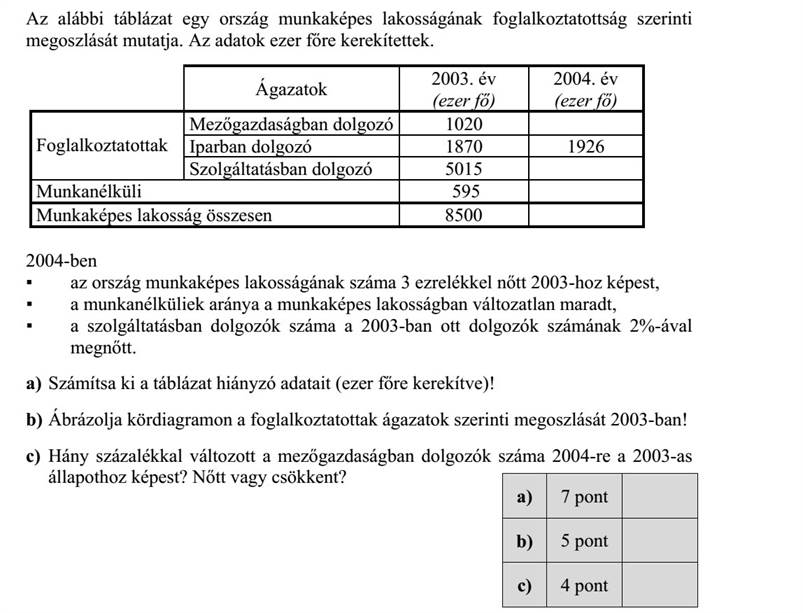 Az alábbi táblázat egy ország munkaképes lakosságának foglalkoztatottság szerinti
megoszlását mutatja. Az adatok ezer főre kerekítettek.
Ágazatok 2003. év (ezer fő) 2004. év (ezer fő)
Foglalkoztatottak Mezőgazdaságban dolgozó 1020
Iparban dolgozó 1870 1926
Szolgáltatásban dolgozó 5015
Munkanélküli 595
Munkaképes lakosság összesen 8500
2004-ben
▪ az ország munkaképes lakosságának száma 3 ezrelékkel nőtt 2003-hoz képest,
▪ a munkanélküliek aránya a munkaképes lakosságban változatlan maradt,
▪ a szolgáltatásban dolgozók száma a 2003-ban ott dolgozók számának 2%-ával
megnőtt.
a) Számítsa ki a táblázat hiányzó adatait (ezer főre kerekítve)!
b) Ábrázolja kördiagramon a foglalkoztatottak ágazatok szerinti megoszlását 2003-ban!
c) Hány százalékkal változott a mezőgazdaságban dolgozók száma 2004-re a 2003-as
állapothoz képest? Nőtt vagy csökkent?
a) 7 pont
b) 5 pont
c) 4 pont